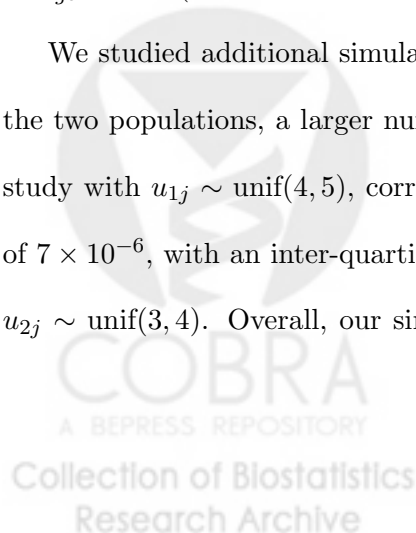 We studied additional simula
the two populations, a larger nu
study with u₁ⱼ ∼ unif(4, 5), corr
of 7 × 10⁻⁶, with an inter-quarti
u₂ⱼ ∼ unif(3, 4). Overall, our si
COBRA
A BEPRESS REPOSITORY
Collection of Biostatistics
Research Archive